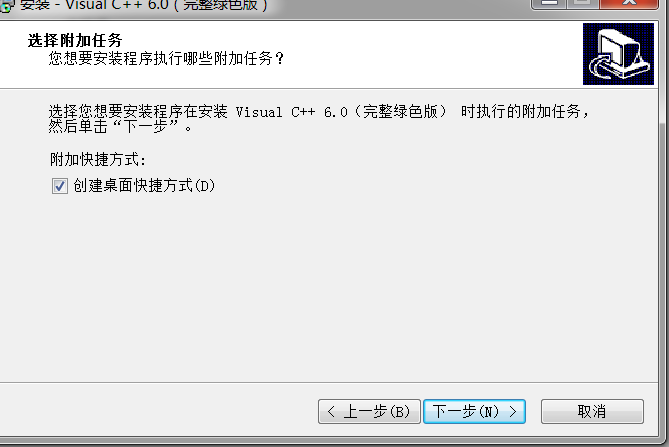 安装 - Visual C++ 6.0（完整绿色版）
选择附加任务
您想要安装程序执行哪些附加任务？
选择您想要安装程序在安装 Visual C++ 6.0（完整绿色版） 时执行的附加任务，
然后单击“下一步”。
附加快捷方式:
创建桌面快捷方式(D)
< 上一步(B)
下一步(N) >
取消